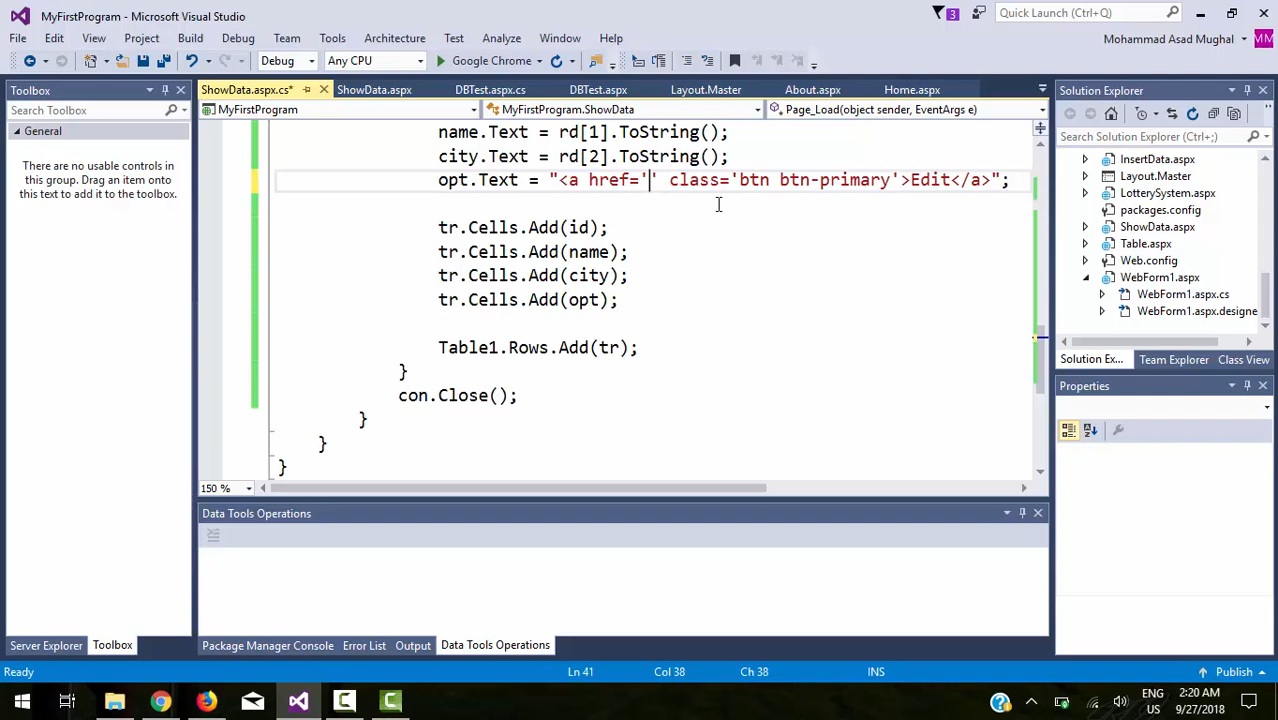 MyFirstProgram - Microsoft Visual Studio
3
Quick Launch (Ctrl+Q)
File Edit View Project Build Debug Team Tools Architecture Test Analyze Window Help
Mohammad Asad Mughal
MM
Debug Any CPU Google Chrome
Toolbox
Search Toolbox
General
There are no usable controls in this group. Drag an item onto this text to add it to the toolbox.
ShowData.aspx.cs* ShowData.aspx DBTest.aspx.cs DBTest.aspx Layout.Master About.aspx Home.aspx
MyFirstProgram MyFirstProgram.ShowData Page_Load(object sender, EventArgs e)
name.Text = rd[1].ToString();
city.Text = rd[2].ToString();
opt.Text = "<a href='' class='btn btn-primary'>Edit</a>";
tr.Cells.Add(id);
tr.Cells.Add(name);
tr.Cells.Add(city);
tr.Cells.Add(opt);
Table1.Rows.Add(tr);
}
con.Close();
}
}
}
150 %
Data Tools Operations
Solution Explorer
Search Solution Explorer (Ctrl+;)
InsertData.aspx
Layout.Master
LotterySystem.aspx
packages.config
ShowData.aspx
Table.aspx
Web.config
WebForm1.aspx
WebForm1.aspx.cs
WebForm1.aspx.designe
Solution Ex... Team Explorer Class View
Properties
Server Explorer Toolbox
Package Manager Console Error List Output Data Tools Operations
Ready Ln 41 Col 38 Ch 38 INS Publish
ENG
US
2:20 AM
9/27/2018